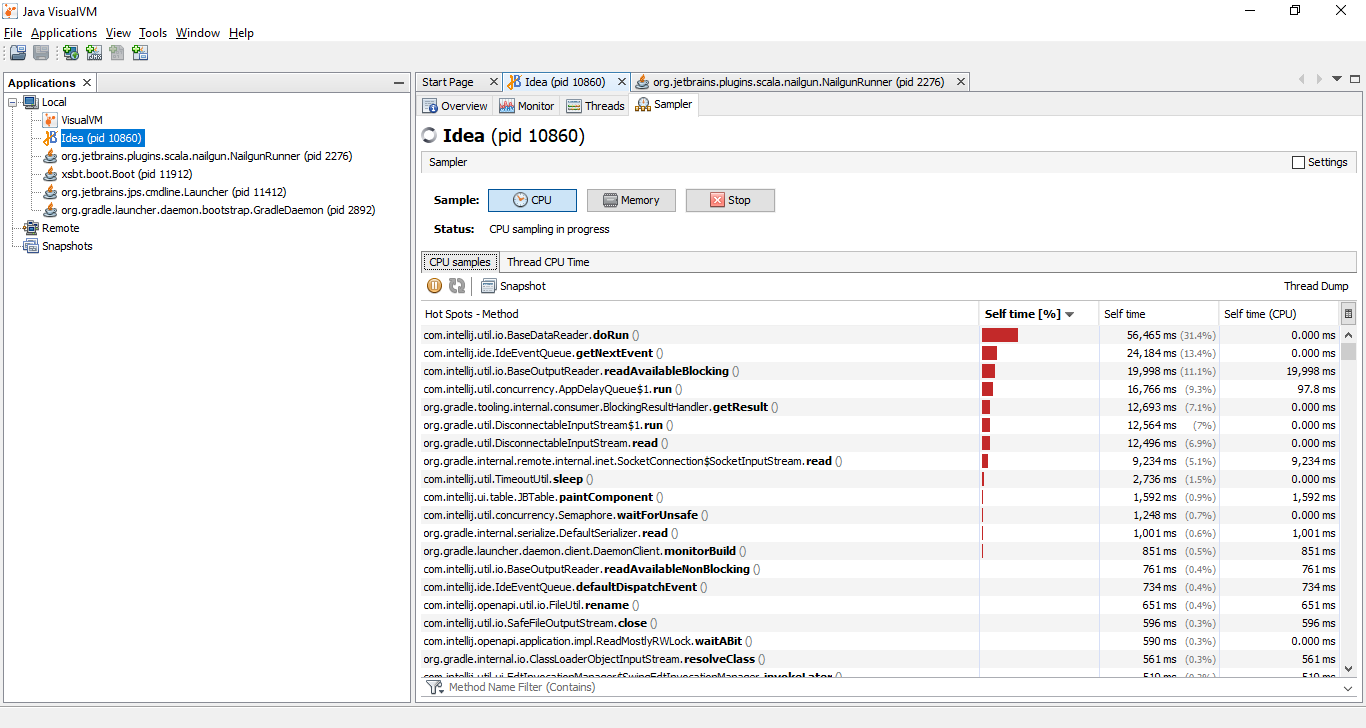 Java VisualVM
File Applications View Tools Window Help
Applications
Local
VisualVM
Idea (pid 10860)
org.jetbrains.plugins.scala.nailgun.NailgunRunner (pid 2276)
xsbt.boot.Boot (pid 11912)
org.jetbrains.jps.cmdline.Launcher (pid 11412)
org.gradle.launcher.daemon.bootstrap.GradleDaemon (pid 2892)
Remote
Snapshots
Start Page Idea (pid 10860) org.jetbrains.plugins.scala.nailgun.NailgunRunner (pid 2276)
Overview Monitor Threads Sampler
Idea (pid 10860)
Sampler Settings
Sample: CPU Memory Stop
Status: CPU sampling in progress
CPU samples Thread CPU Time
Snapshot Thread Dump
Hot Spots - Method Self time [%] Self time Self time (CPU)
com.intellij.util.io.BaseDataReader.doRun () 56,465 ms (31.4%) 0.000 ms
com.intellij.ide.IdeEventQueue.getNextEvent () 24,184 ms (13.4%) 0.000 ms
com.intellij.util.io.BaseOutputReader.readAvailableBlocking () 19,998 ms (11.1%) 19,998 ms
com.intellij.util.concurrency.AppDelayQueue$1.run () 16,766 ms (9.3%) 97.8 ms
org.gradle.tooling.internal.consumer.BlockingResultHandler.getResult () 12,693 ms (7.1%) 0.000 ms
org.gradle.util.DisconnectableInputStream$1.run () 12,564 ms (7%) 0.000 ms
org.gradle.util.DisconnectableInputStream.read () 12,496 ms (6.9%) 0.000 ms
org.gradle.internal.remote.internal.inet.SocketConnection$SocketInputStream.read () 9,234 ms (5.1%) 9,234 ms
com.intellij.util.TimeoutUtil.sleep () 2,736 ms (1.5%) 0.000 ms
com.intellij.ui.table.JBTable.paintComponent () 1,592 ms (0.9%) 1,592 ms
com.intellij.util.concurrency.Semaphore.waitForUnsafe () 1,248 ms (0.7%) 0.000 ms
org.gradle.internal.serialize.DefaultSerializer.read () 1,001 ms (0.6%) 1,001 ms
org.gradle.launcher.daemon.client.DaemonClient.monitorBuild () 851 ms (0.5%) 851 ms
com.intellij.util.io.BaseOutputReader.readAvailableNonBlocking () 761 ms (0.4%) 761 ms
com.intellij.ide.IdeEventQueue.defaultDispatchEvent () 734 ms (0.4%) 734 ms
com.intellij.openapi.util.io.FileUtil.rename () 651 ms (0.4%) 651 ms
com.intellij.util.io.SafeFileOutputStream.close () 596 ms (0.3%) 596 ms
com.intellij.openapi.application.impl.ReadMostlyRWLock.waitABit () 590 ms (0.3%) 0.000 ms
org.gradle.internal.io.ClassLoaderObjectInputStream.resolveClass () 561 ms (0.3%) 561 ms
com.intellij.util.ui.EdtInvocationManager$SwingEdtInvocationManager.invokeLater () 519 ms (0.3%) 519 ms
Method Name Filter (Contains)